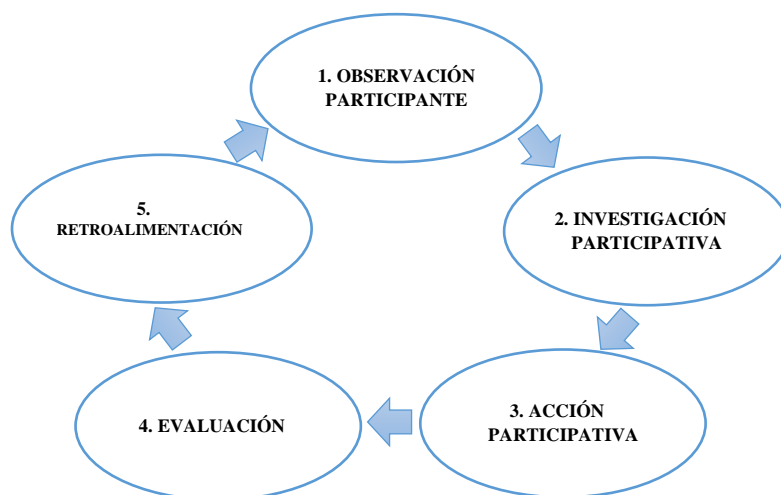 1. OBSERVACIÓN
PARTICIPANTE
2. INVESTIGACIÓN
PARTICIPATIVA
3. ACCIÓN
PARTICIPATIVA
4. EVALUACIÓN
5.
RETROALIMENTACIÓN